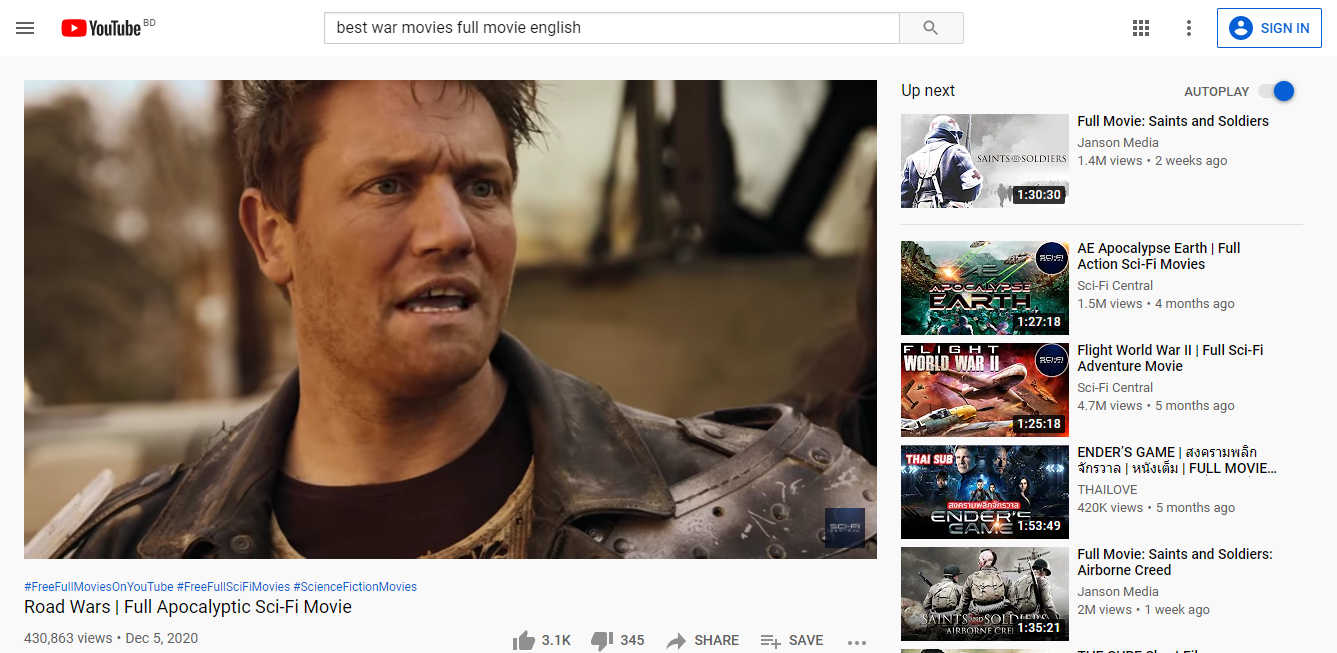 YouTube BD
best war movies full movie english
SIGN IN
SCI-FI
CENTRAL
#FreeFullMoviesOnYouTube #FreeFullSciFiMovies #ScienceFictionMovies
Road Wars | Full Apocalyptic Sci-Fi Movie
430,863 views • Dec 5, 2020
3.1K
345
SHARE
SAVE
Up next
AUTOPLAY
SAINTS AND SOLDIERS
1:30:30
Full Movie: Saints and Soldiers
Janson Media
1.4M views • 2 weeks ago
SCI-FI
AE
APOCALYPSE
EARTH
1:27:18
AE Apocalypse Earth | Full
Action Sci-Fi Movies
Sci-Fi Central
1.5M views • 4 months ago
FLIGHT
WORLD WAR II
SCI-FI
1:25:18
Flight World War II | Full Sci-Fi
Adventure Movie
Sci-Fi Central
4.7M views • 5 months ago
THAI SUB
สงครามพลิกจักรวาล
ENDER'S
GAME
1:53:49
ENDER'S GAME | สงครามพลิก
จักรวาล | หนังเต็ม | FULL MOVIE...
THAILOVE
420K views • 5 months ago
SAINTS AND SOLDIERS
AIRBORNE CREED
1:35:21
Full Movie: Saints and Soldiers:
Airborne Creed
Janson Media
2M views • 1 week ago